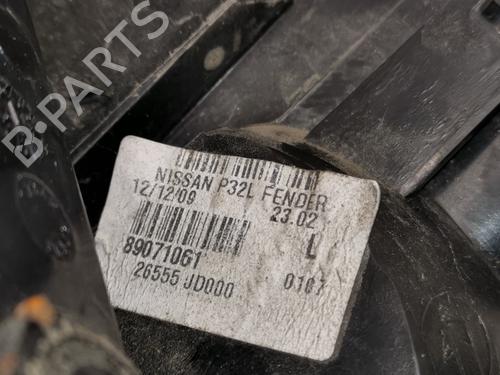 B-PARTS
NISSAN P32L FENDER
12/12/09 23.02
L
89071061
26555 JD000 0107